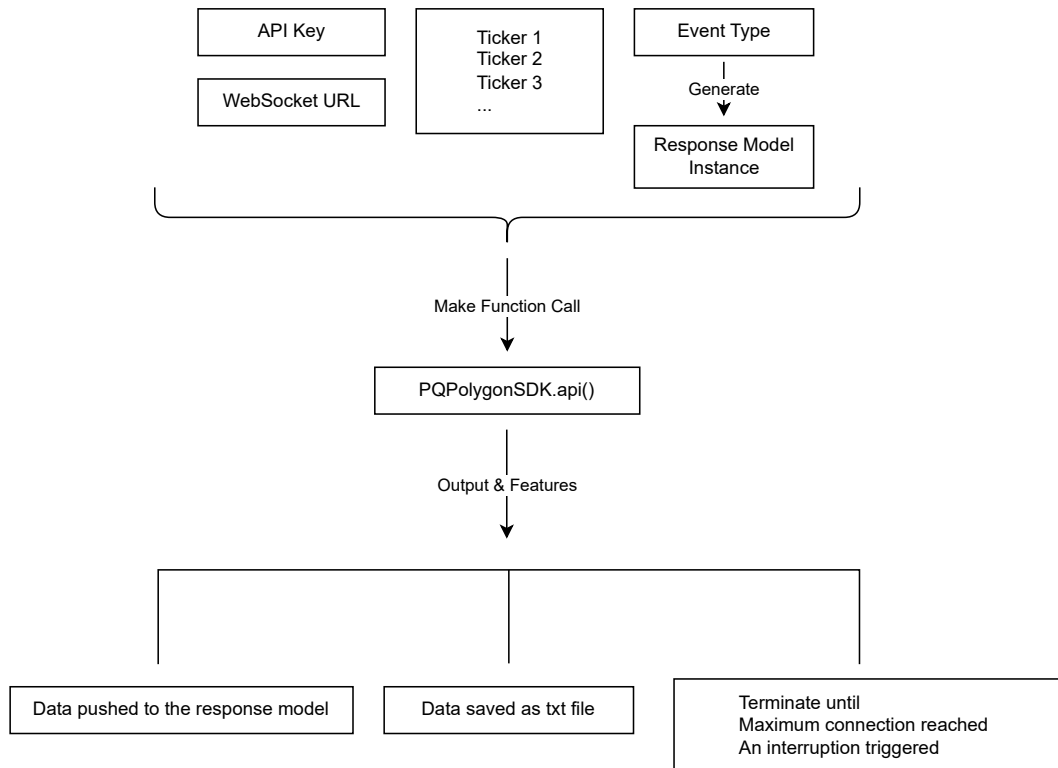 API Key
WebSocket URL
Ticker 1
Ticker 2
Ticker 3
...
Event Type
Generate
Response Model
Instance
Make Function Call
PQPolygonSDK.api()
Output & Features
Data pushed to the response model
Data saved as txt file
Terminate until
Maximum connection reached
An interruption triggered